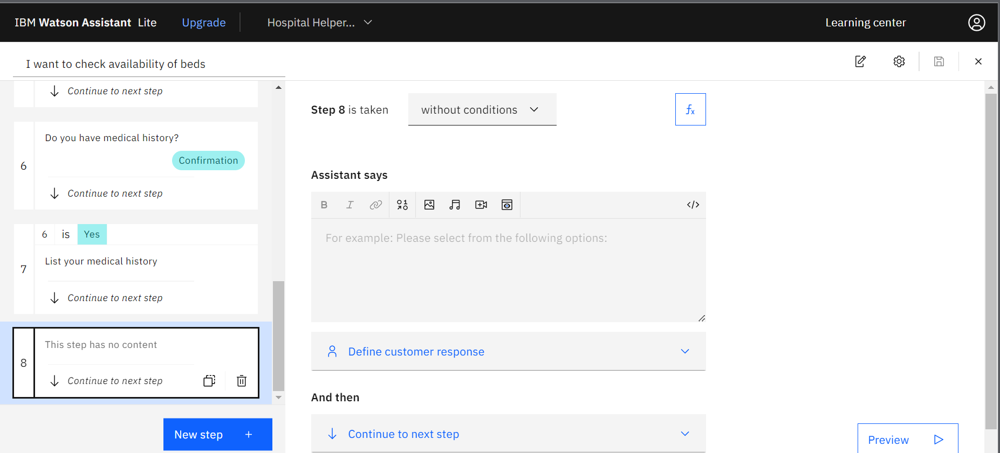 IBM Watson Assistant Lite Upgrade Hospital Helper... Learning center
I want to check availability of beds
Continue to next step
6
Do you have medical history?
Confirmation
Continue to next step
7
6 is Yes
List your medical history
Continue to next step
8
This step has no content
Continue to next step
New step +
Step 8 is taken without conditions fx
Assistant says
B I </>
For example: Please select from the following options:
Define customer response
And then
Continue to next step
Preview